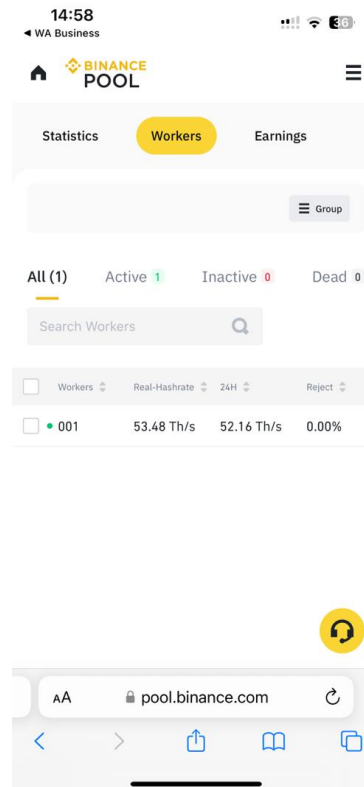 14:58
36
◀ WA Business
BINANCE
POOL
Statistics Workers Earnings
Group
All (1) Active 1 Inactive 0 Dead 0
Search Workers
Workers Real-Hashrate 24H Reject
001 53.48 Th/s 52.16 Th/s 0.00%
AA pool.binance.com